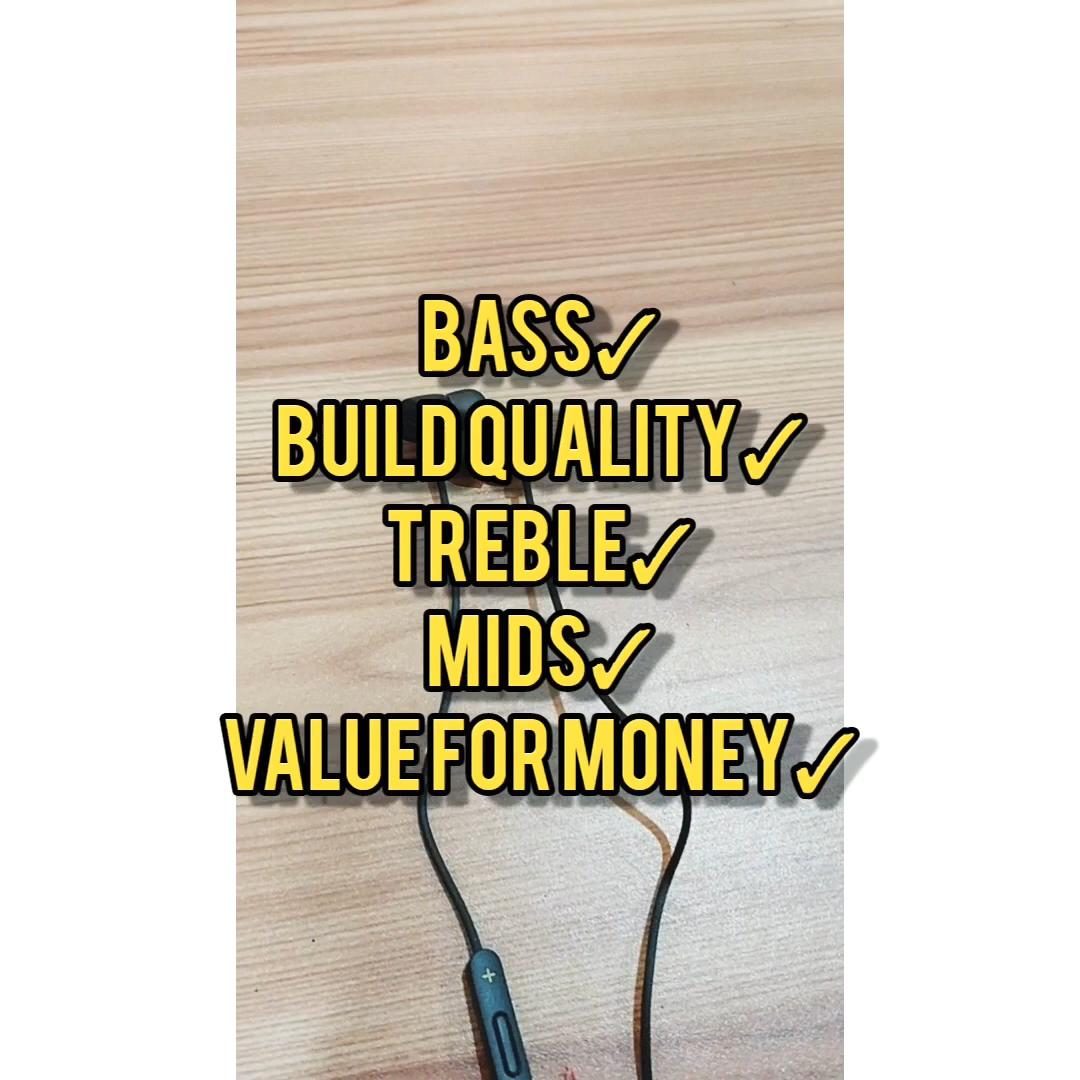 BASS✓
BUILD QUALITY✓
TREBLE✓
MIDS✓
VALUE FOR MONEY✓
+